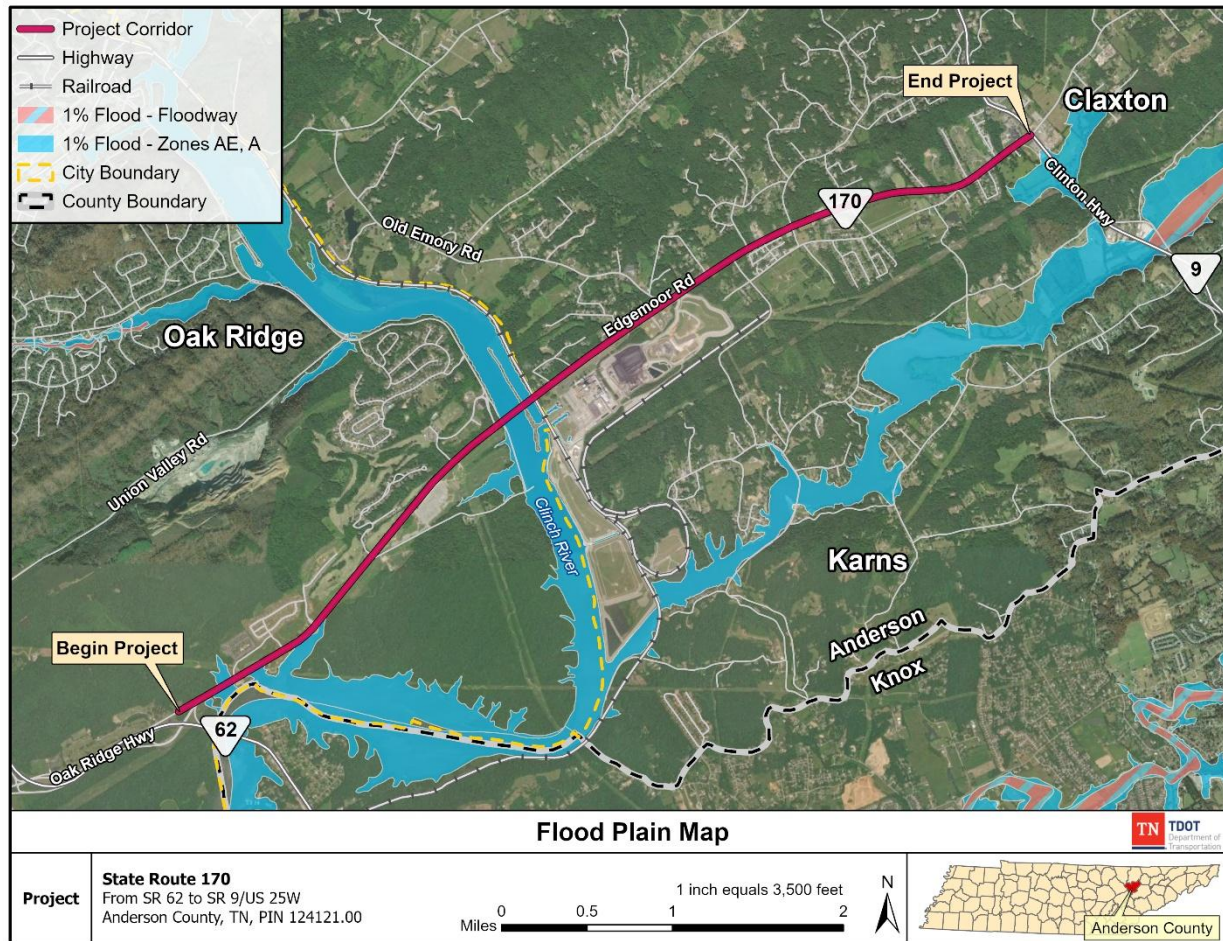 Project Corridor
Highway
Railroad
1% Flood - Floodway
1% Flood - Zones AE, A
City Boundary
County Boundary
End Project
Claxton
Clinton Hwy
170
9
Old Emory Rd
Edgemoor Rd
Oak Ridge
Union Valley Rd
Clinch River
Karns
Anderson
Knox
Begin Project
62
Oak Ridge Hwy
Flood Plain Map
TN
TDOT
Department of
Transportation
Project
State Route 170
From SR 62 to SR 9/US 25W
Anderson County, TN, PIN 124121.00
1 inch equals 3,500 feet
Miles
0 0.5 1 2
N
Anderson County